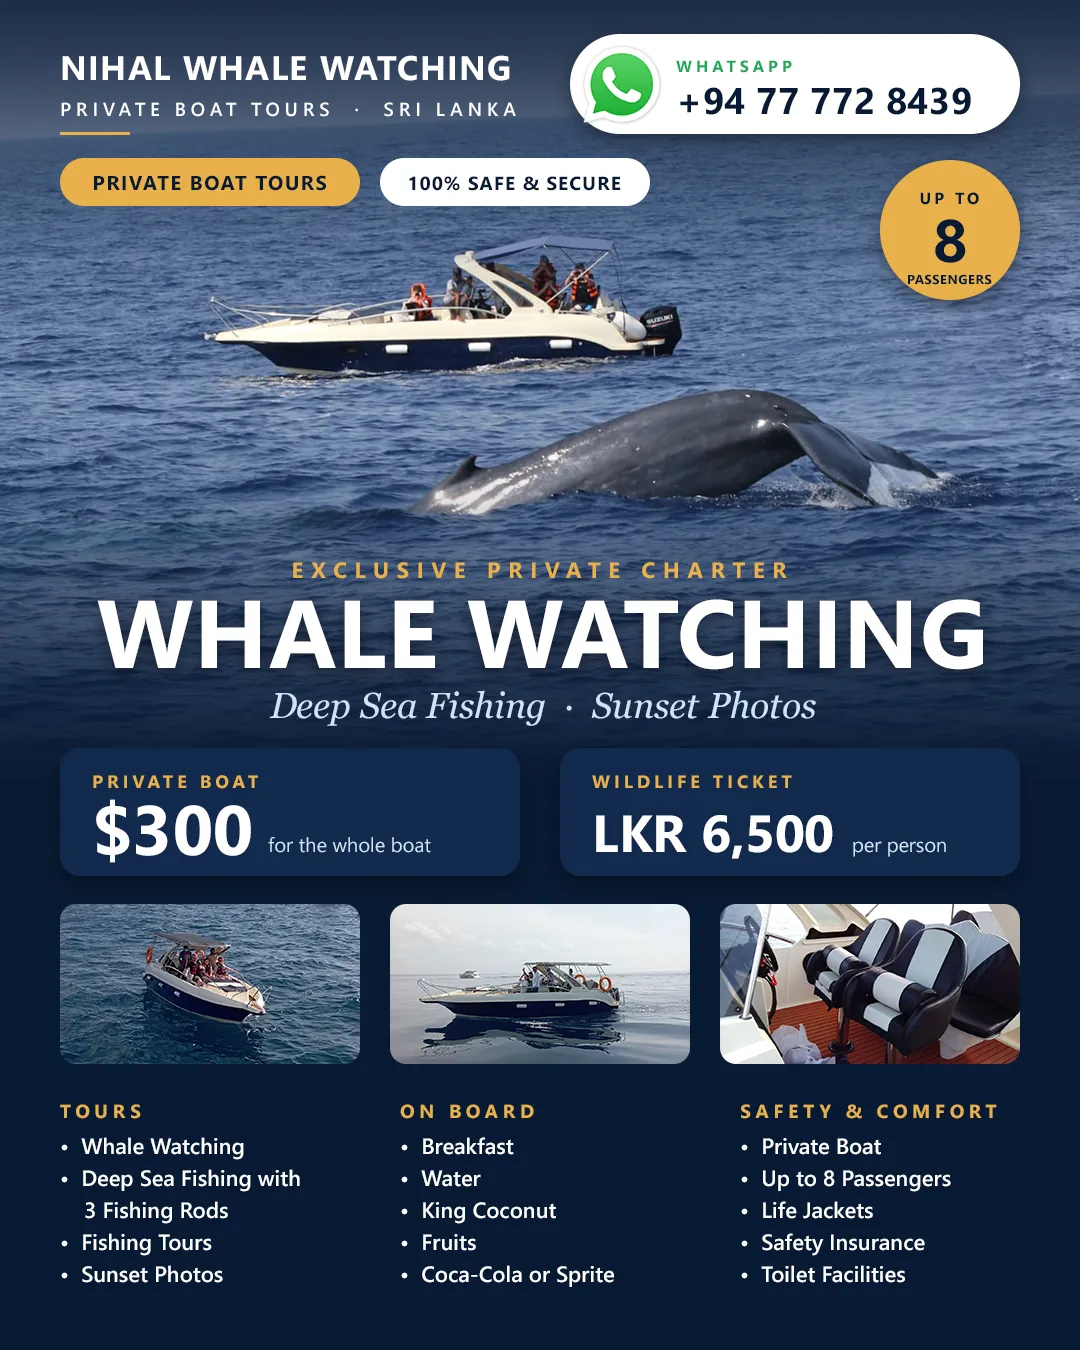 NIHAL WHALE WATCHING
PRIVATE BOAT TOURS · SRI LANKA
WHATSAPP
+94 77 772 8439
PRIVATE BOAT TOURS
100% SAFE & SECURE
UP TO
8
PASSENGERS
SUZUKI
EXCLUSIVE PRIVATE CHARTER
WHALE WATCHING
Deep Sea Fishing · Sunset Photos
PRIVATE BOAT
$300 for the whole boat
WILDLIFE TICKET
LKR 6,500 per person
TOURS
• Whale Watching
• Deep Sea Fishing with
3 Fishing Rods
• Fishing Tours
• Sunset Photos
ON BOARD
• Breakfast
• Water
• King Coconut
• Fruits
• Coca-Cola or Sprite
SAFETY & COMFORT
• Private Boat
• Up to 8 Passengers
• Life Jackets
• Safety Insurance
• Toilet Facilities